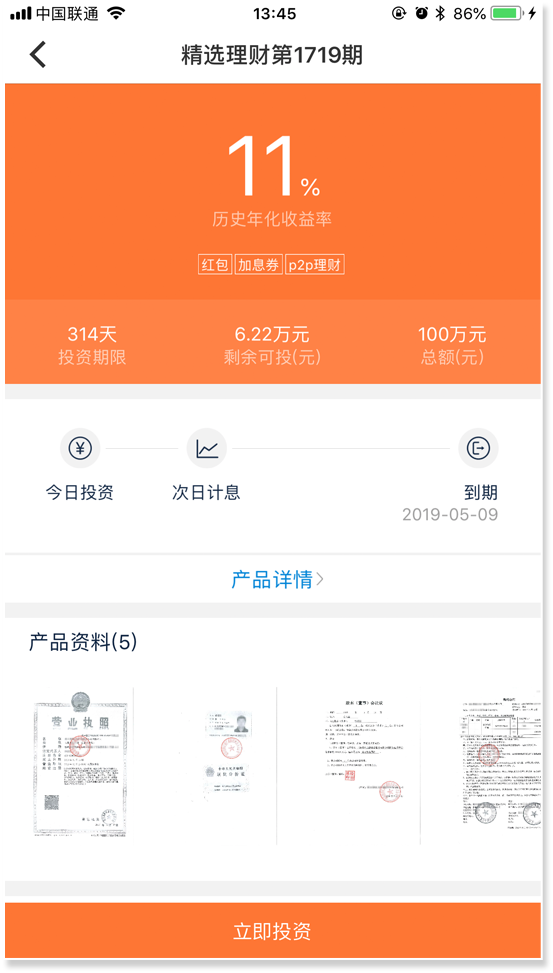 中国联通 13:45 86%
精选理财第1719期
11%
历史年化收益率
红包 加息券 p2p理财
314天 6.22万元 100万元
投资期限 剩余可投(元) 总额(元)
今日投资 次日计息 到期
2019-05-09
产品详情
产品资料(5)
营业执照
立即投资